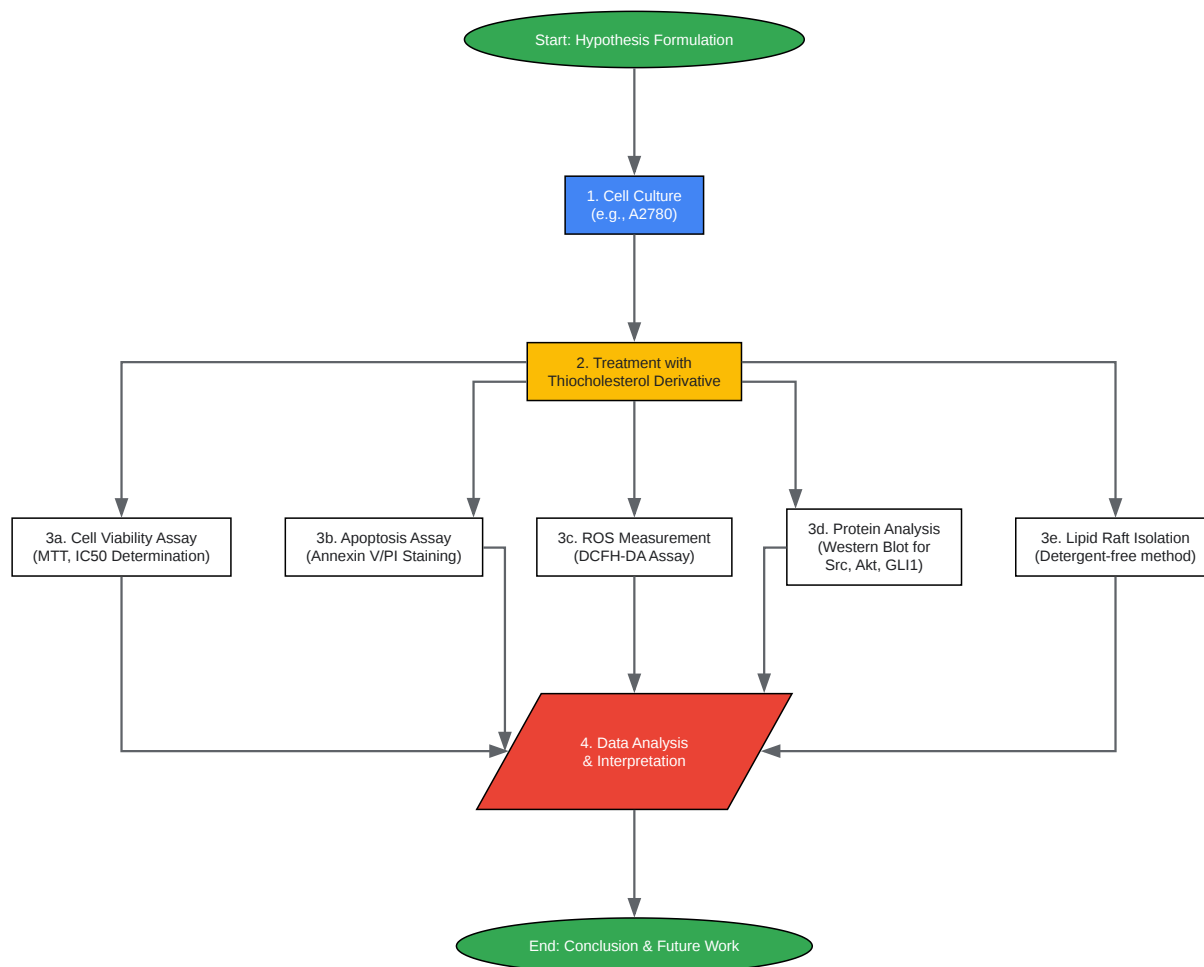 Start: Hypothesis Formulation
1. Cell Culture
(e.g., A2780)
2. Treatment with
Thiocholesterol Derivative
3a. Cell Viability Assay
(MTT, IC50 Determination)
3b. Apoptosis Assay
(Annexin V/PI Staining)
3c. ROS Measurement
(DCFH-DA Assay)
3d. Protein Analysis
(Western Blot for
Src, Akt, GLI1)
3e. Lipid Raft Isolation
(Detergent-free method)
4. Data Analysis
& Interpretation
End: Conclusion & Future Work